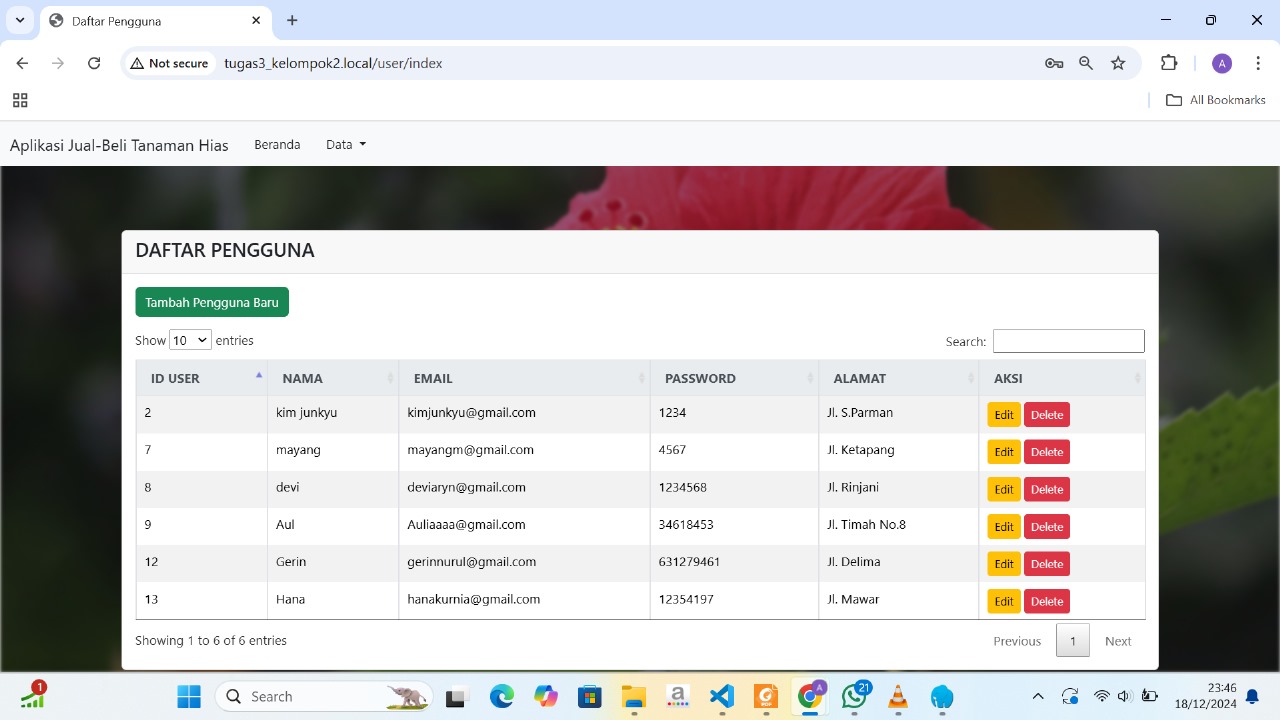 Daftar Pengguna
Not secure tugas3_kelompok2.local/user/index
A
All Bookmarks
Aplikasi Jual-Beli Tanaman Hias Beranda Data
DAFTAR PENGGUNA
Tambah Pengguna Baru
Show 10 entries Search:
ID USER NAMA EMAIL PASSWORD ALAMAT AKSI
2 kim junkyu kimjunkyu@gmail.com 1234 Jl. S.Parman Edit Delete
7 mayang mayangm@gmail.com 4567 Jl. Ketapang Edit Delete
8 devi deviaryn@gmail.com 1234568 Jl. Rinjani Edit Delete
9 Aul Auliaaaa@gmail.com 34618453 Jl. Timah No.8 Edit Delete
12 Gerin gerinnurul@gmail.com 631279461 Jl. Delima Edit Delete
13 Hana hanakurnia@gmail.com 12354197 Jl. Mawar Edit Delete
Showing 1 to 6 of 6 entries Previous 1 Next
1 Search a A 21 23:46
18/12/2024